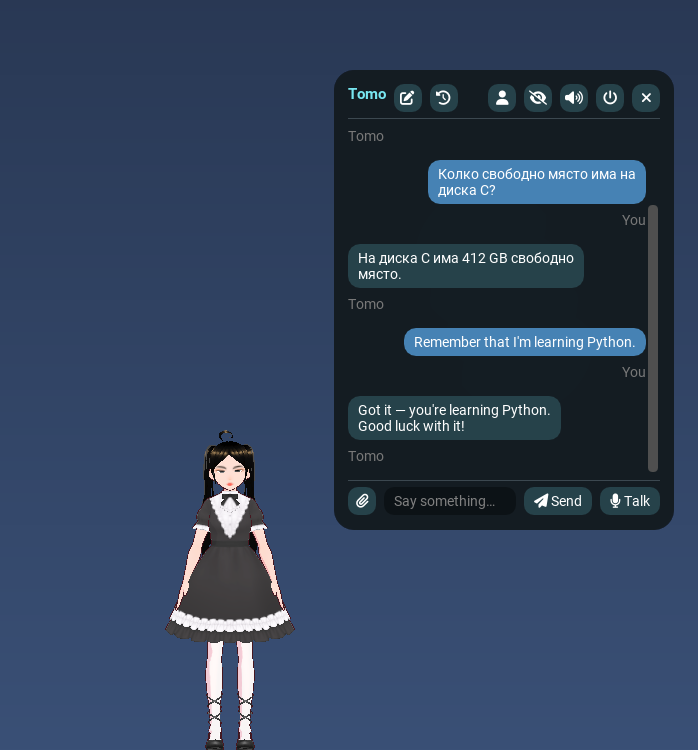 Tomo
Tomo
Колко свободно място има на
диска C?
You
На диска C има 412 GB свободно
място.
Tomo
Remember that I'm learning Python.
You
Got it — you're learning Python.
Good luck with it!
Tomo
Say something...
Send
Talk